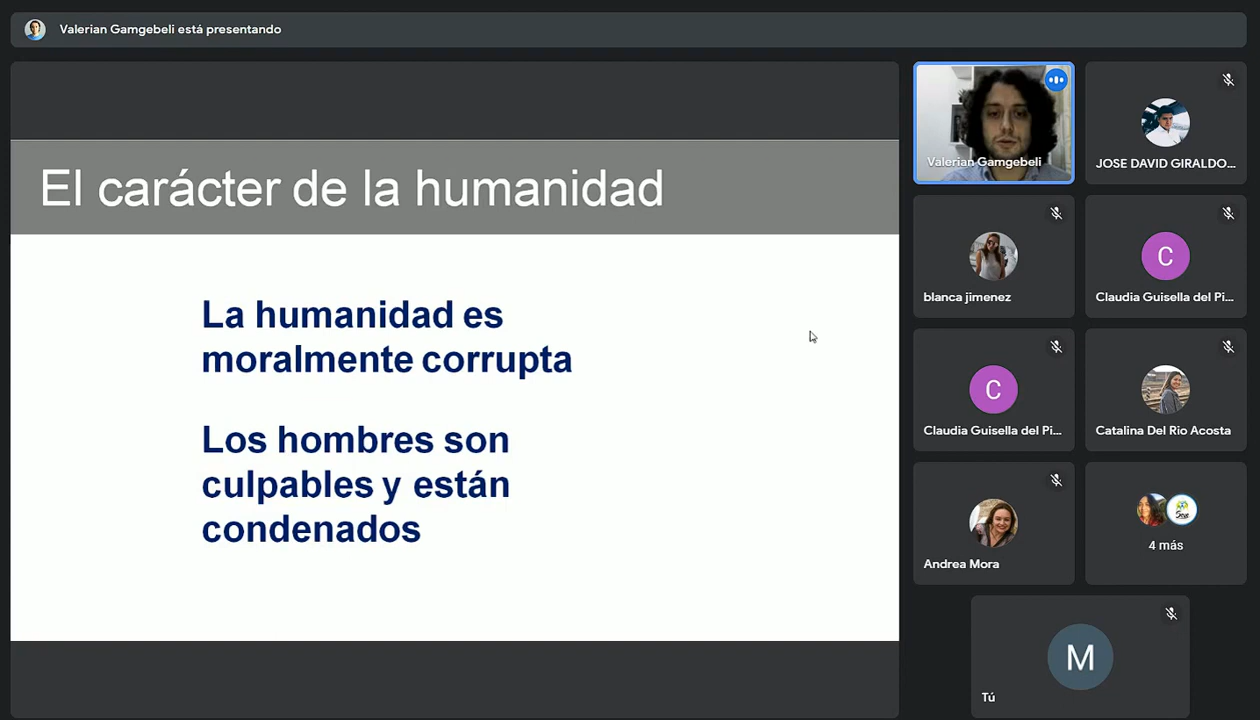 Valerian Gamgebeli está presentando
El carácter de la humanidad
La humanidad es
moralmente corrupta
Los hombres son
culpables y están
condenados
Valerian Gamgebeli
JOSE DAVID GIRALDO...
blanca jimenez
Claudia Guisella del Pi...
C
Claudia Guisella del Pi...
C
Catalina Del Rio Acosta
Andrea Mora
4 más
M
Tú